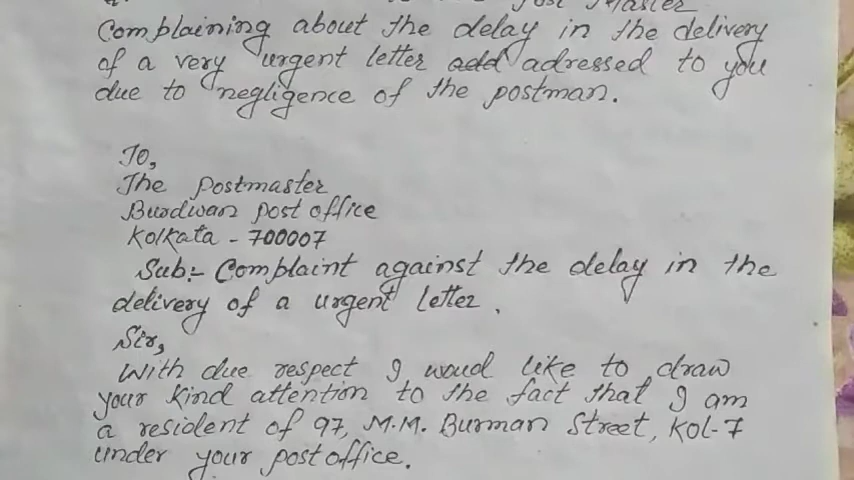 Post Master
Complaining about the delay in the delivery
of a very urgent letter add adressed to you
due to negligence of the postman.
To,
The Postmaster
Burdwan post office
Kolkata - 700007
Sub:- Complaint against the delay in the
delivery of a urgent letter.
Sir,
With due respect I woud like to draw
your kind attention to the fact that I am
a resident of 97, M.M. Burman Street, Kol-7
under your post office.